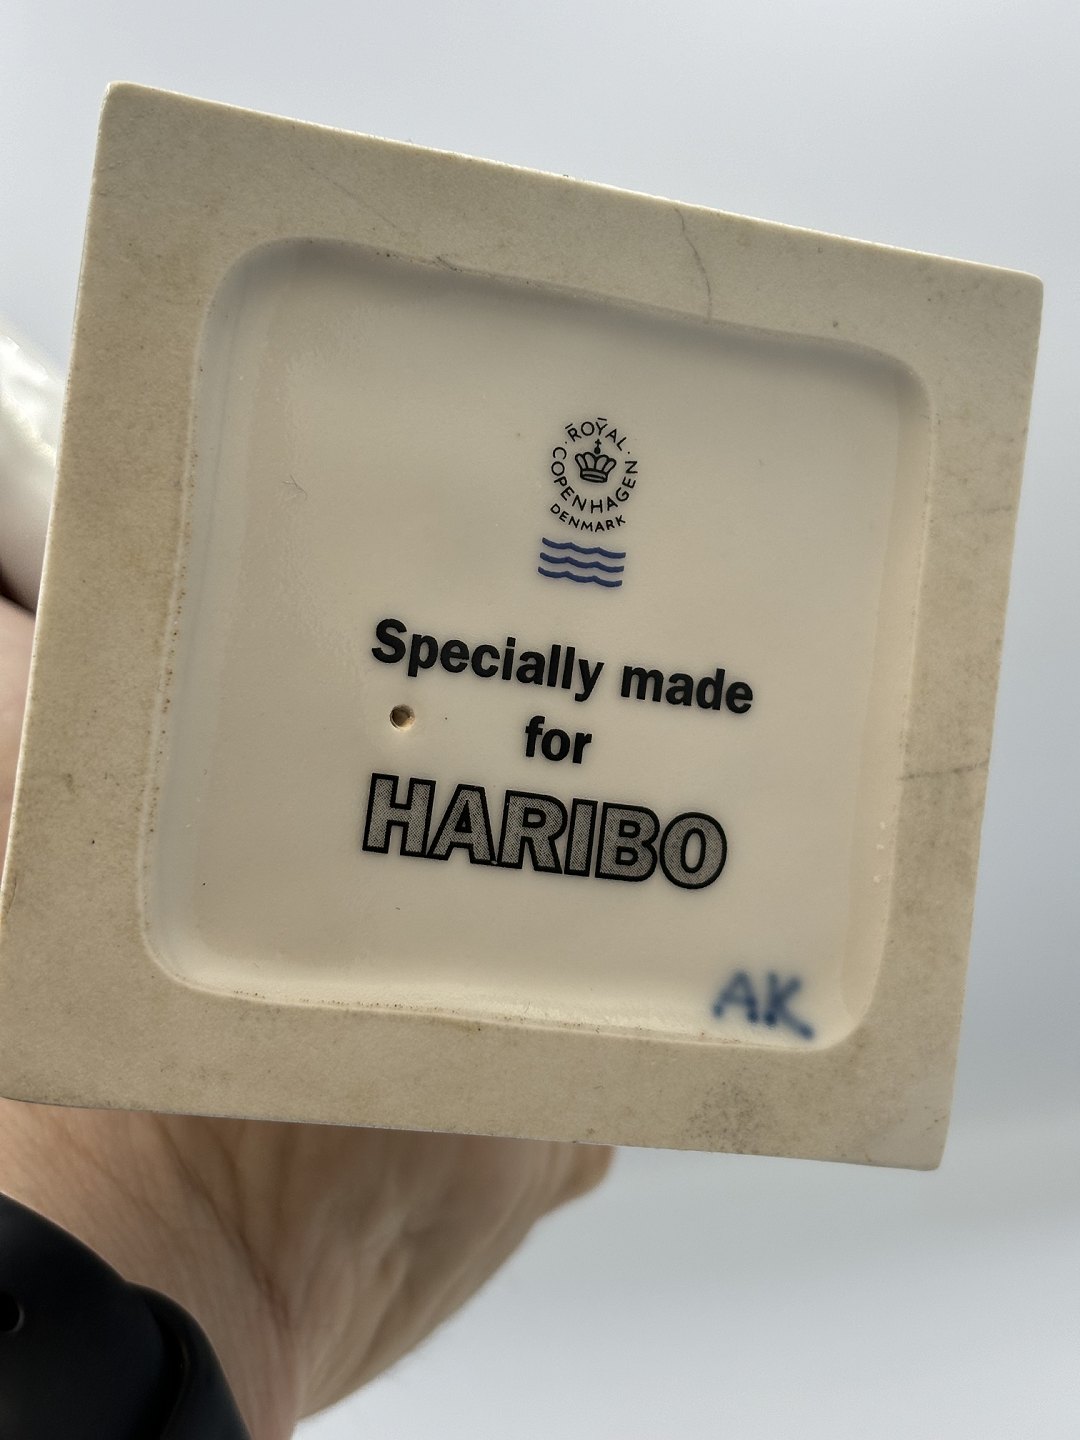 ROYAL
COPENHAGEN
DENMARK
Specially made
for
HARIBO
AK